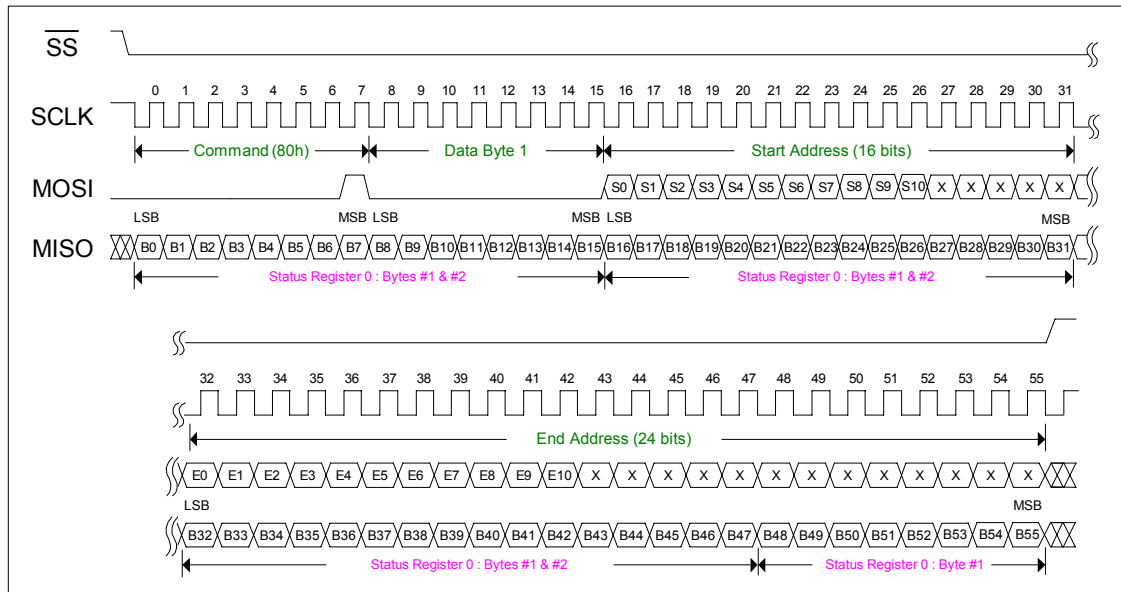 SS
0 1 2 3 4 5 6 7 8 9 10 11 12 13 14 15 16 17 18 19 20 21 22 23 24 25 26 27 28 29 30 31
SCLK
Command (80h) Data Byte 1 Start Address (16 bits)
MOSI S0 S1 S2 S3 S4 S5 S6 S7 S8 S9 S10 X X X X X
LSB MSB LSB MSB LSB MSB
MISO B0 B1 B2 B3 B4 B5 B6 B7 B8 B9 B10 B11 B12 B13 B14 B15 B16 B17 B18 B19 B20 B21 B22 B23 B24 B25 B26 B27 B28 B29 B30 B31
Status Register 0 : Bytes #1 & #2 Status Register 0 : Bytes #1 & #2
32 33 34 35 36 37 38 39 40 41 42 43 44 45 46 47 48 49 50 51 52 53 54 55
End Address (24 bits)
E0 E1 E2 E3 E4 E5 E6 E7 E8 E9 E10 X X X X X X X X X X X X X
LSB MSB
B32 B33 B34 B35 B36 B37 B38 B39 B40 B41 B42 B43 B44 B45 B46 B47 B48 B49 B50 B51 B52 B53 B54 B55
Status Register 0 : Bytes #1 & #2 Status Register 0 : Byte #1